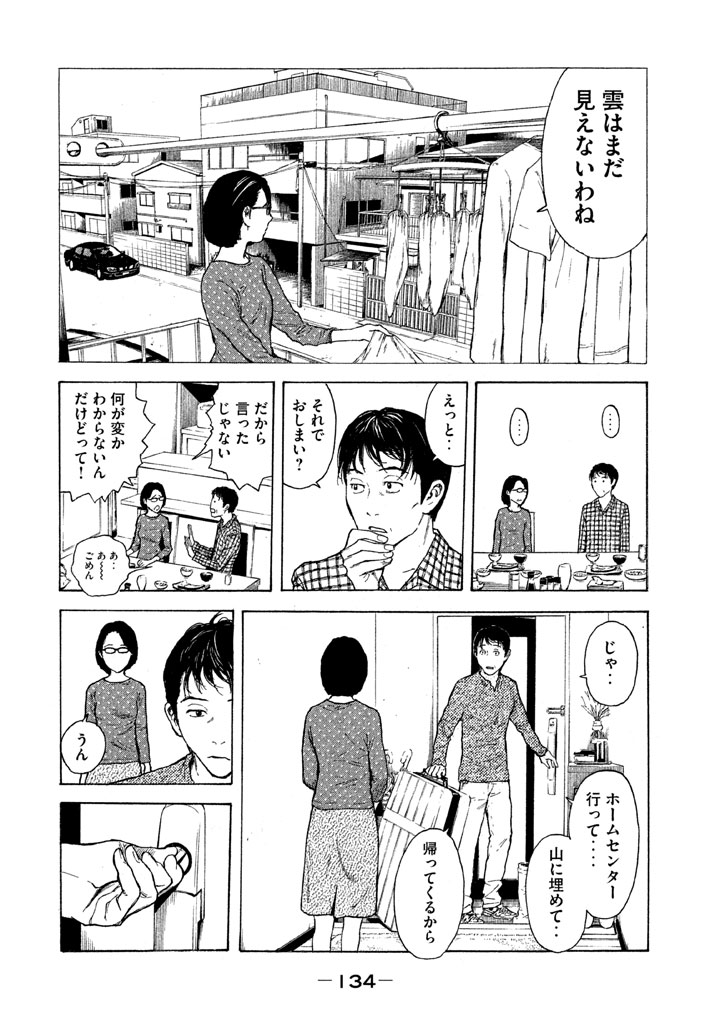 雲はまだ
見えないわね
‥‥
‥‥
えっと‥
それで
おしまい？
だから
言った
じゃない
何が変か
わからないん
だけどって！
あ‥
あ〜〜
ごめん
じゃ‥
ホームセンター
行って‥‥
山に埋めて‥
帰ってくるから
うん
—134—